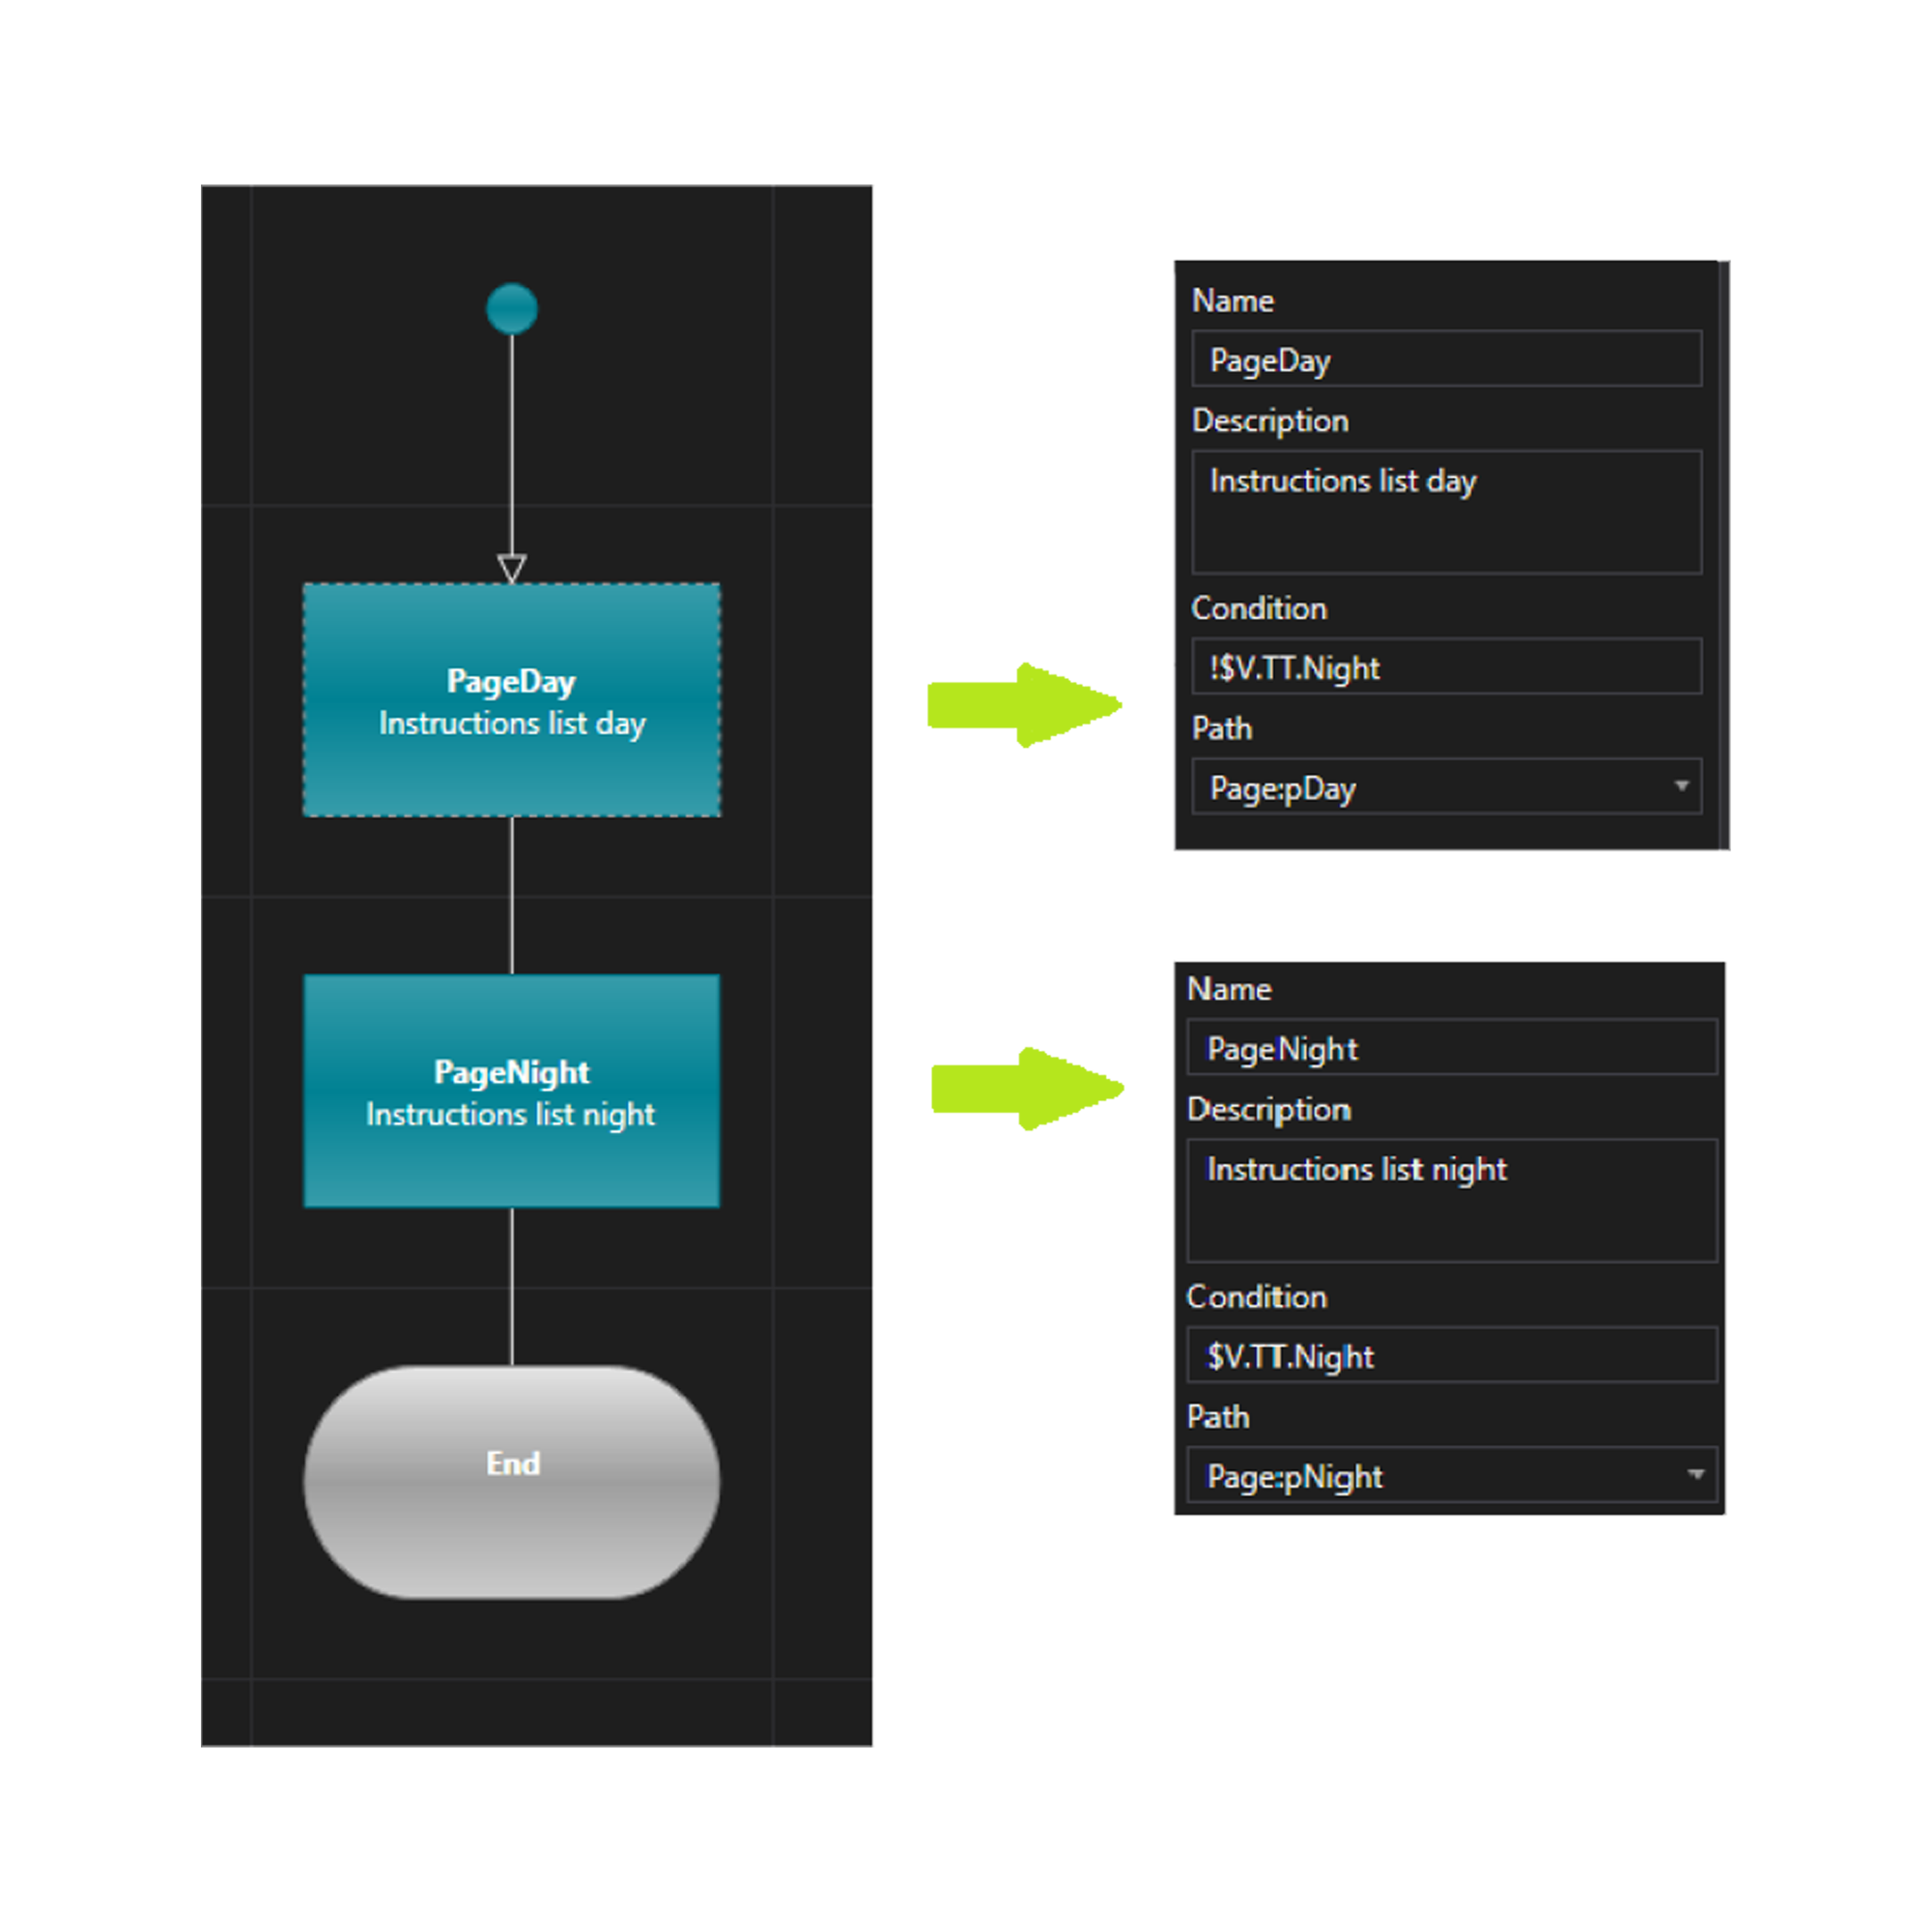 PageDay
Instructions list day
PageNight
Instructions list night
End
Name
PageDay
Description
Instructions list day
Condition
!$V.TT.Night
Path
Page:pDay
Name
PageNight
Description
Instructions list night
Condition
$V.TT.Night
Path
Page:pNight